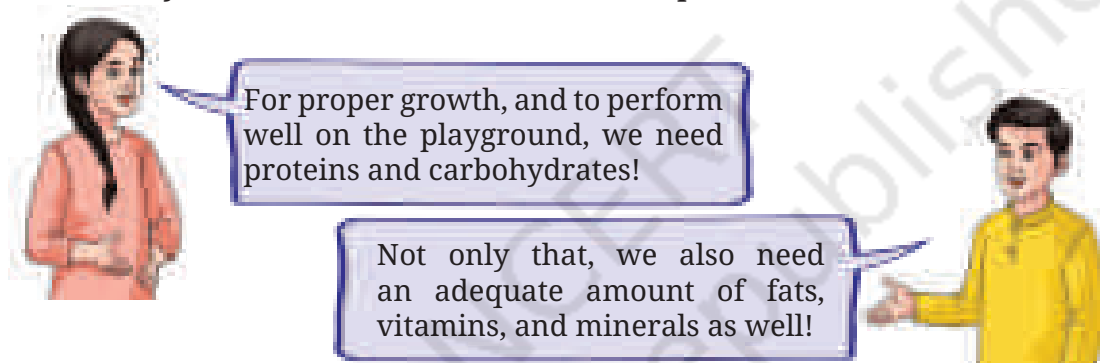 For proper growth, and to perform
well on the playground, we need
proteins and carbohydrates!
Not only that, we also need
an adequate amount of fats,
vitamins, and minerals as well!